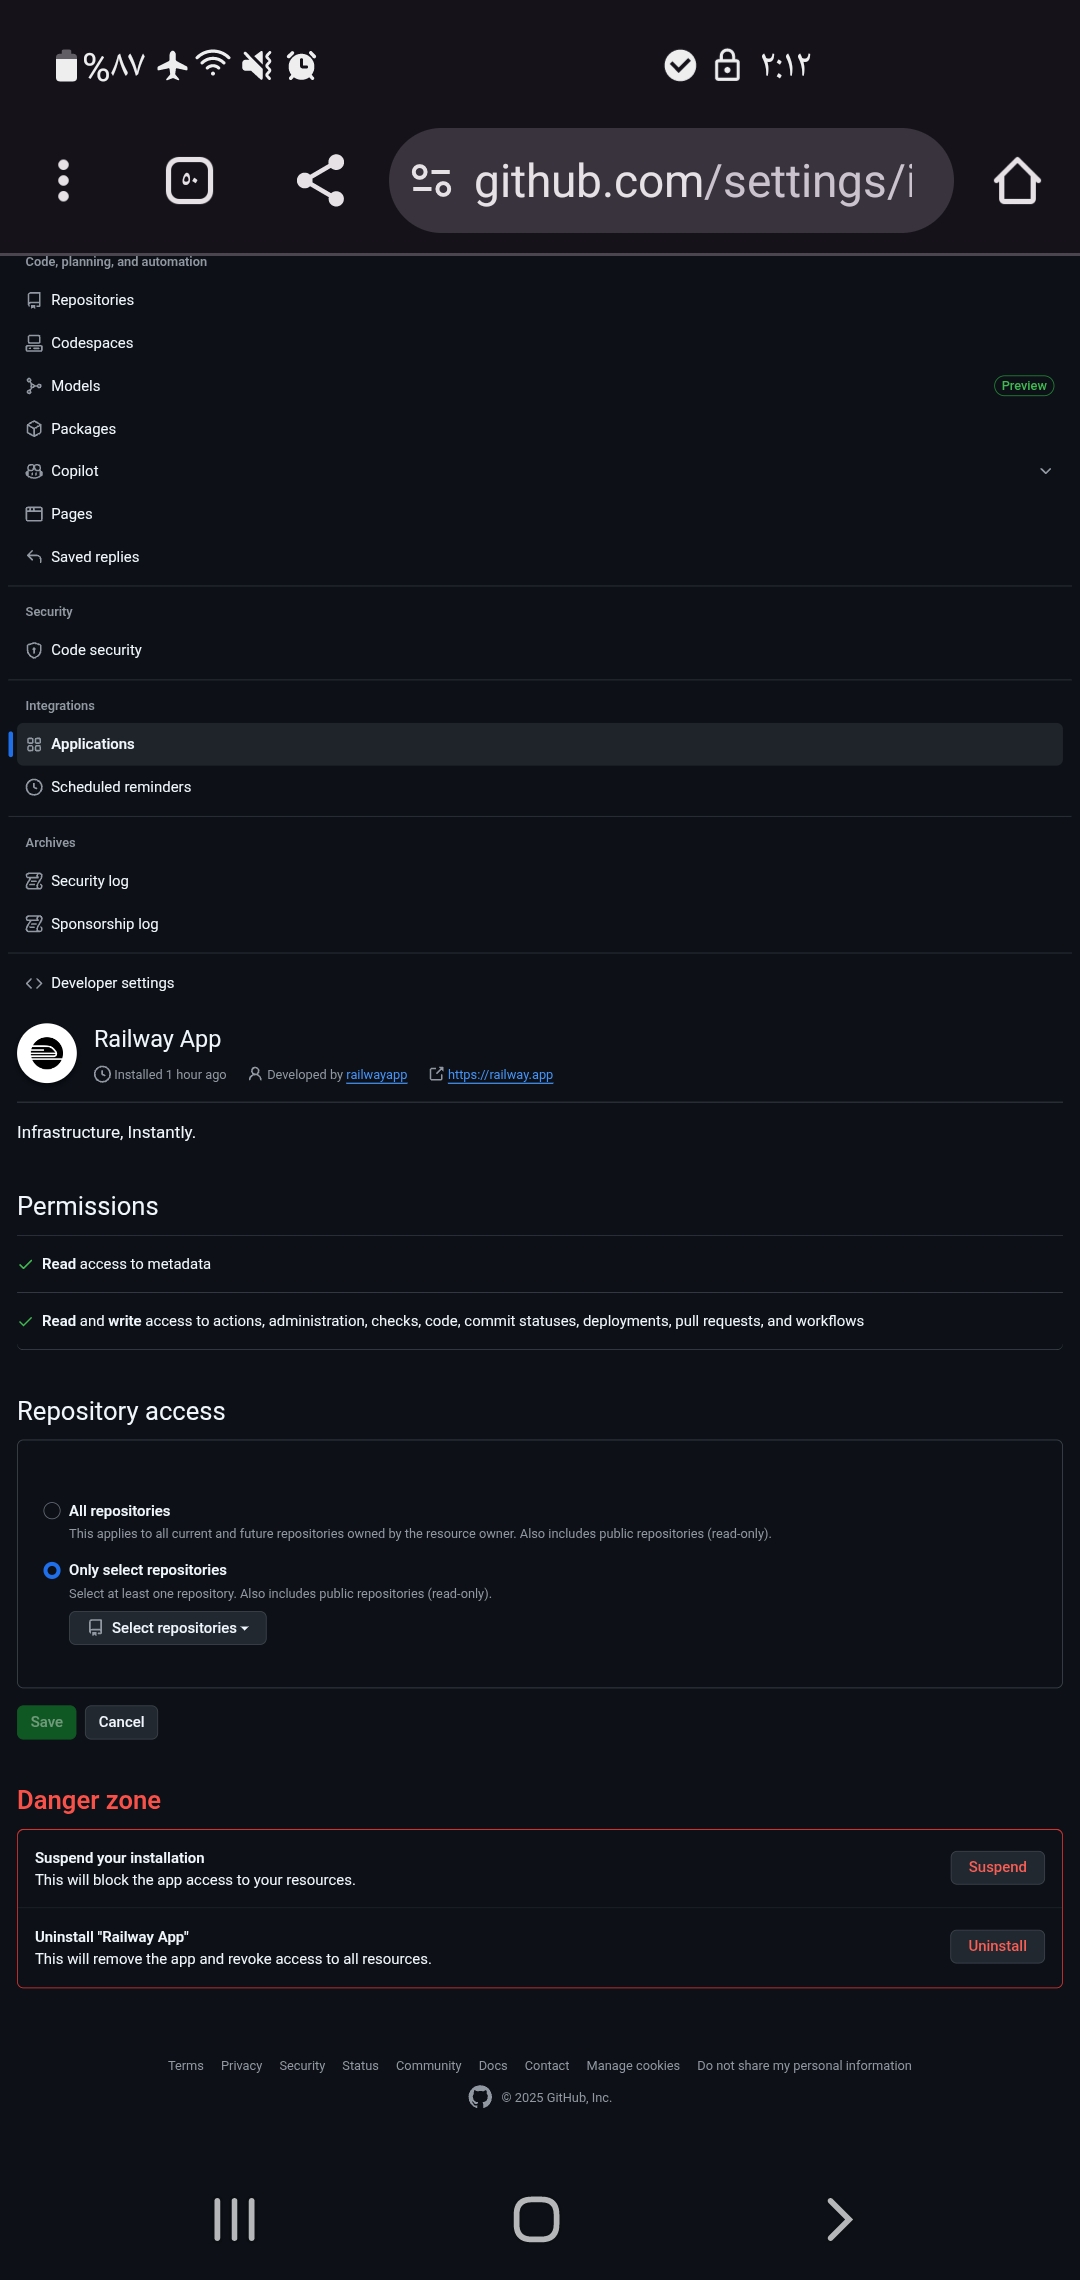 %٨٧
٢:١٢
٥٠
github.com/settings/i
Code, planning, and automation
Repositories
Codespaces
Models
Preview
Packages
Copilot
Pages
Saved replies
Security
Code security
Integrations
Applications
Scheduled reminders
Archives
Security log
Sponsorship log
Developer settings
Railway App
Installed 1 hour ago Developed by railwayapp https://railway.app
Infrastructure, Instantly.
Permissions
Read access to metadata
Read and write access to actions, administration, checks, code, commit statuses, deployments, pull requests, and workflows
Repository access
All repositories
This applies to all current and future repositories owned by the resource owner. Also includes public repositories (read-only).
Only select repositories
Select at least one repository. Also includes public repositories (read-only).
Select repositories
Save Cancel
Danger zone
Suspend your installation
This will block the app access to your resources.
Suspend
Uninstall "Railway App"
This will remove the app and revoke access to all resources.
Uninstall
Terms Privacy Security Status Community Docs Contact Manage cookies Do not share my personal information
© 2025 GitHub, Inc.